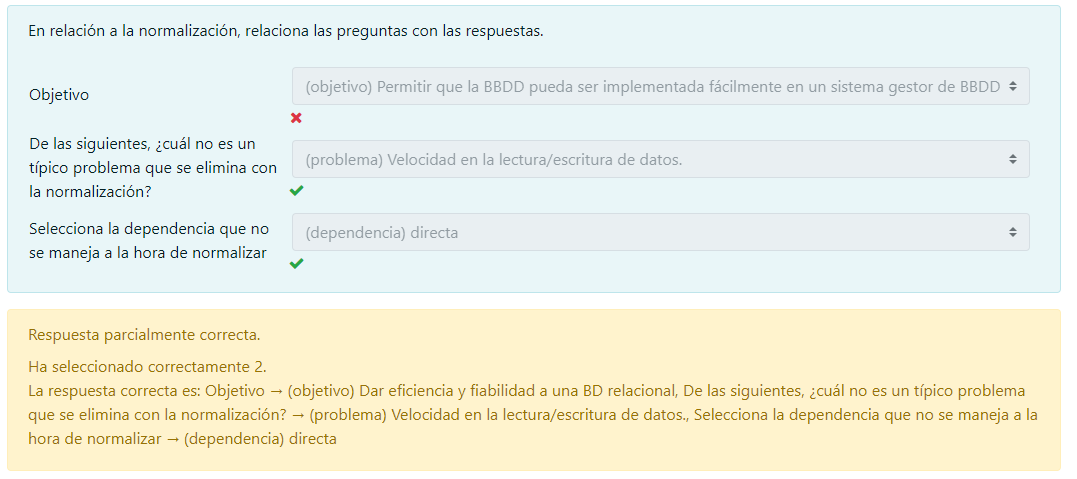 En relación a la normalización, relaciona las preguntas con las respuestas.
Objetivo
(objetivo) Permitir que la BBDD pueda ser implementada fácilmente en un sistema gestor de BBDD
De las siguientes, ¿cuál no es un
típico problema que se elimina con
la normalización?
(problema) Velocidad en la lectura/escritura de datos.
Selecciona la dependencia que no
se maneja a la hora de normalizar
(dependencia) directa
Respuesta parcialmente correcta.
Ha seleccionado correctamente 2.
La respuesta correcta es: Objetivo → (objetivo) Dar eficiencia y fiabilidad a una BD relacional, De las siguientes, ¿cuál no es un típico problema
que se elimina con la normalización? → (problema) Velocidad en la lectura/escritura de datos., Selecciona la dependencia que no se maneja a la
hora de normalizar → (dependencia) directa